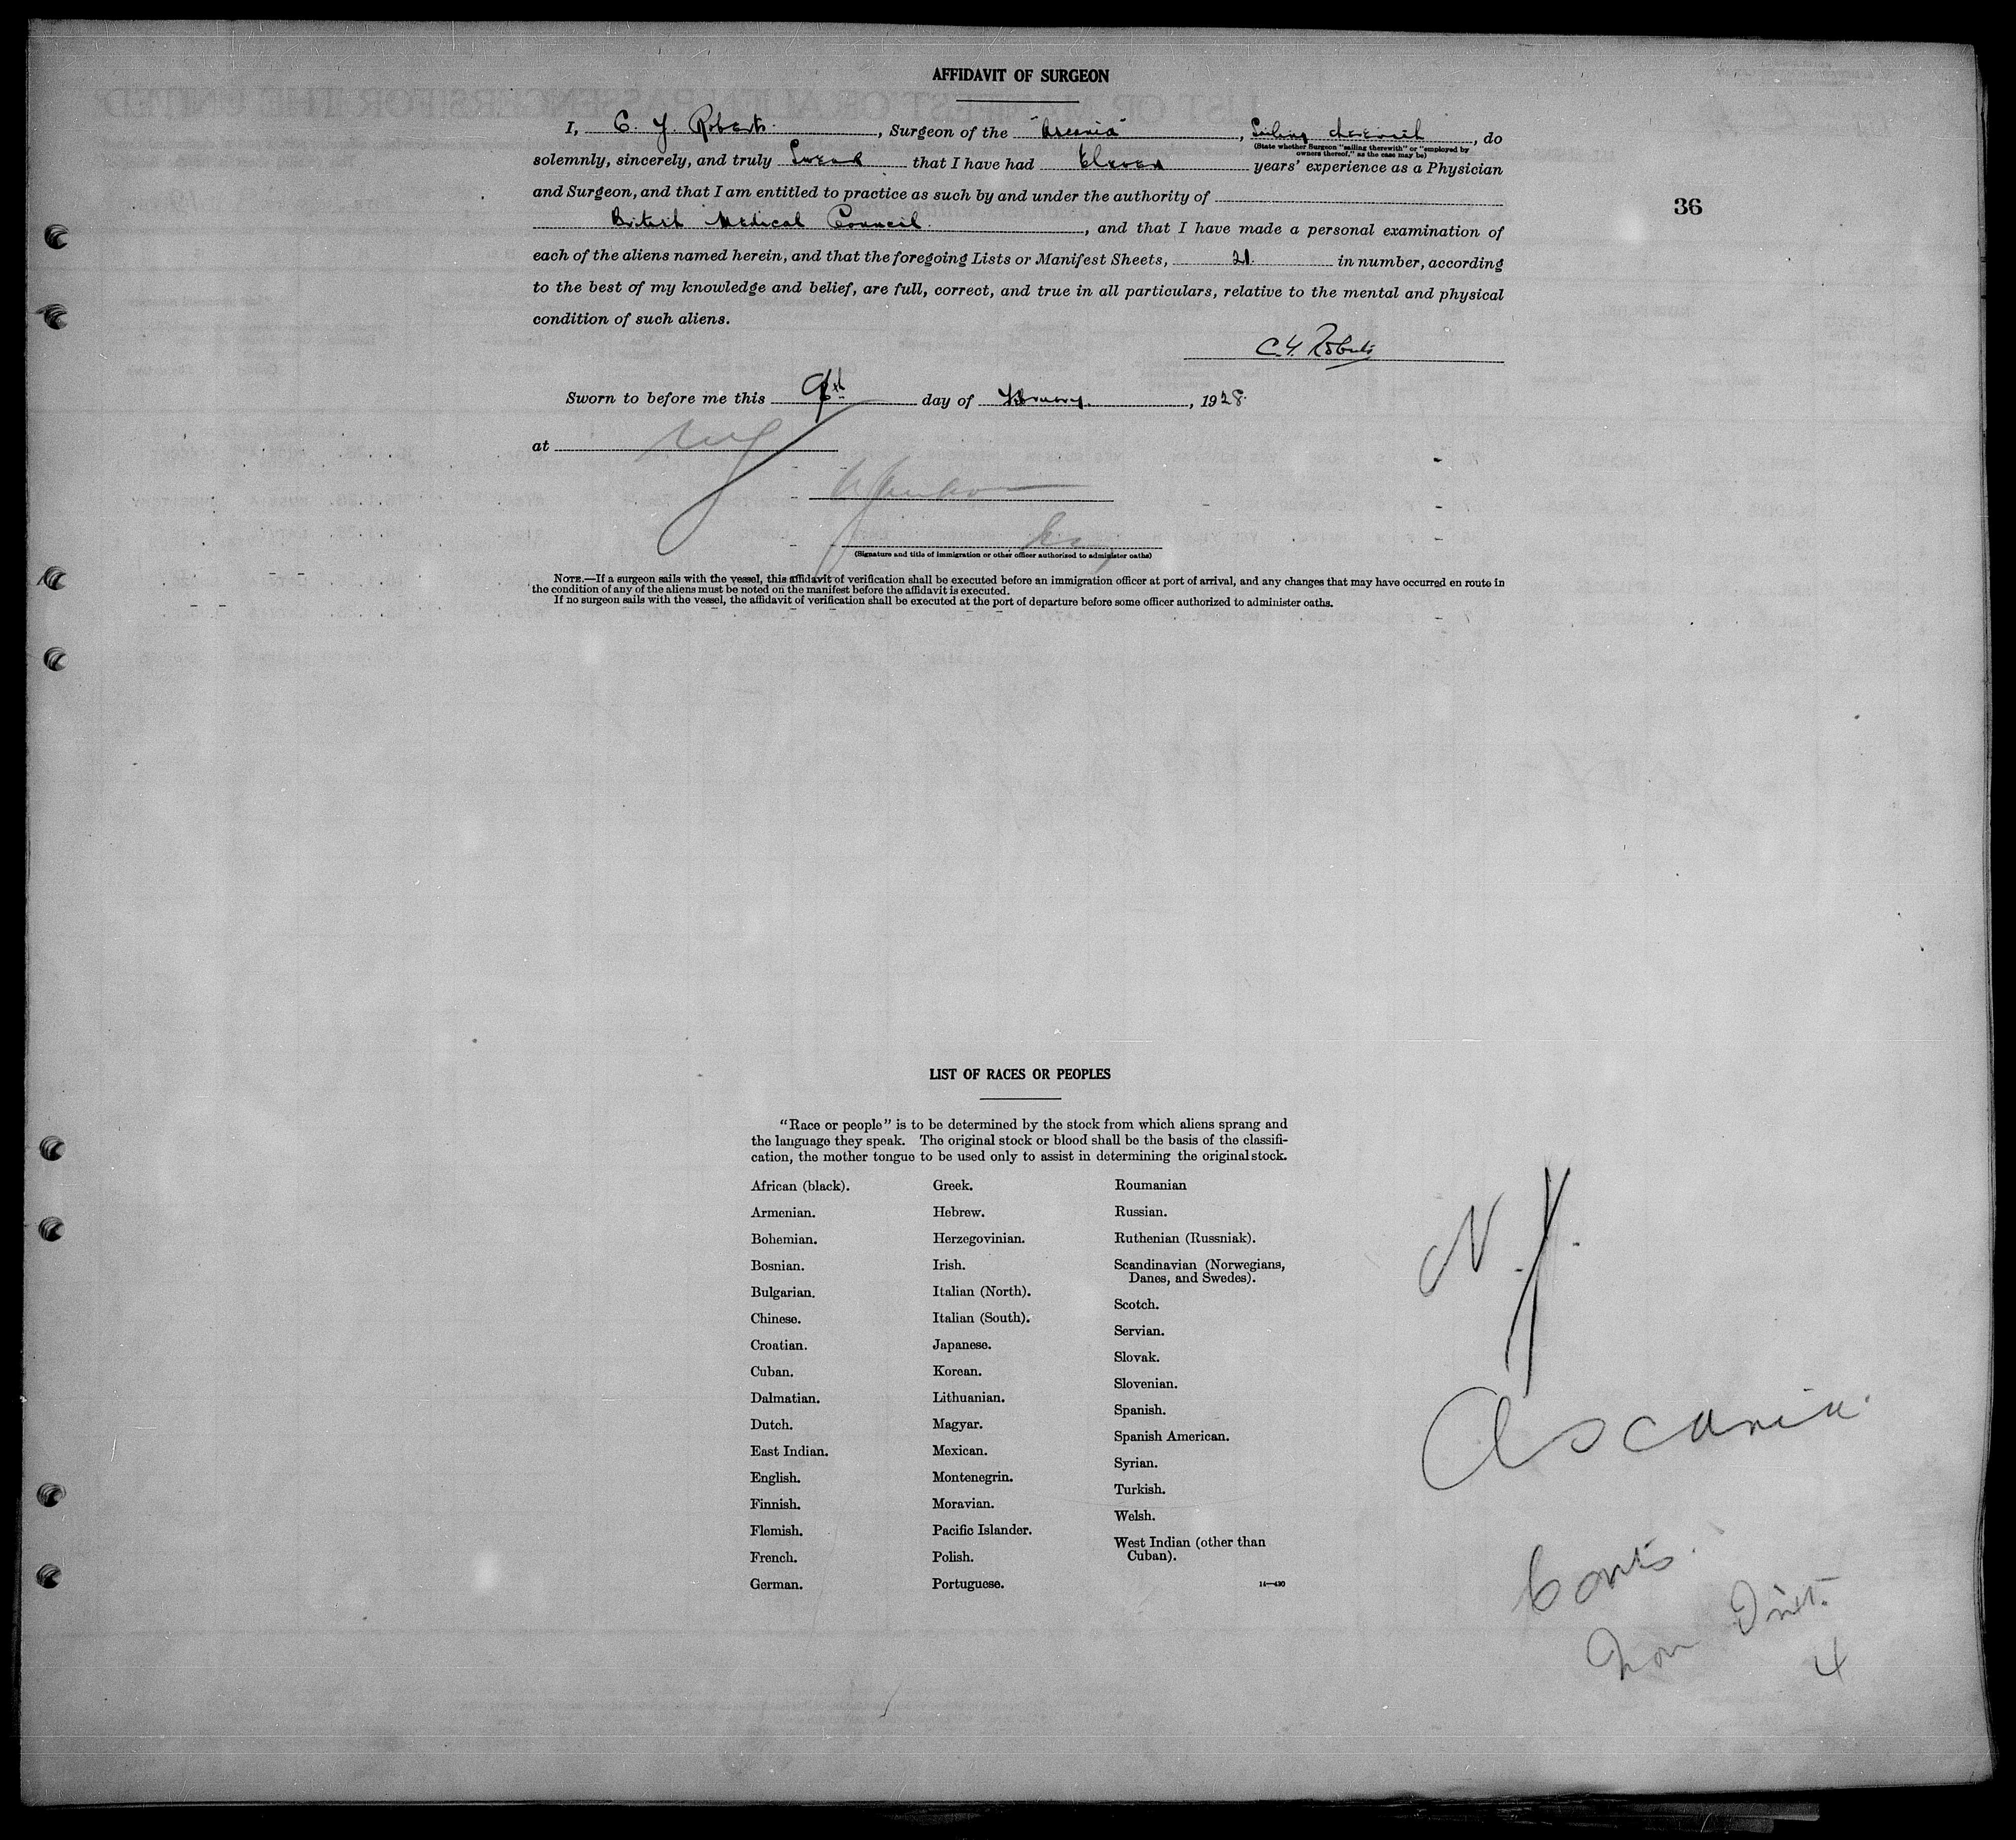 AFFIDAVIT OF SURGEON
I, C. Y. Roberts, Surgeon of the "Ascania", Sailing therewith, do
(State whether Surgeon "sailing therewith" or "employed by
owners thereof," as the case may be)
solemnly, sincerely, and truly Swear that I have had Eleven years' experience as a Physician
and Surgeon, and that I am entitled to practice as such by and under the authority of
36
British Medical Council, and that I have made a personal examination of
each of the aliens named herein, and that the foregoing Lists or Manifest Sheets, 21. in number, according
to the best of my knowledge and belief, are full, correct, and true in all particulars, relative to the mental and physical
condition of such aliens.
C.Y. Roberts
Sworn to before me this day of February, 1928.
at
(Signature and title of immigration or other officer authorized to administer oaths)
NOTE.—If a surgeon sails with the vessel, this affidavit of verification shall be executed before an immigration officer at port of arrival, and any changes that may have occurred en route in
the condition of any of the aliens must be noted on the manifest before the affidavit is executed.
If no surgeon sails with the vessel, the affidavit of verification shall be executed at the port of departure before some officer authorized to administer oaths.
LIST OF RACES OR PEOPLES
"Race or people" is to be determined by the stock from which aliens sprang and
the language they speak. The original stock or blood shall be the basis of the classifi-
cation, the mother tongue to be used only to assist in determining the original stock.
African (black).
Armenian.
Bohemian.
Bosnian.
Bulgarian.
Chinese.
Croatian.
Cuban.
Dalmatian.
Dutch.
East Indian.
English.
Finnish.
Flemish.
French.
German.
Greek.
Hebrew.
Herzegovinian.
Irish.
Italian (North).
Italian (South).
Japanese.
Korean.
Lithuanian.
Magyar.
Mexican.
Montenegrin.
Moravian.
Pacific Islander.
Polish.
Portuguese.
Roumanian
Russian.
Ruthenian (Russniak).
Scandinavian (Norwegians,
Danes, and Swedes).
Scotch.
Servian.
Slovak.
Slovenian.
Spanish.
Spanish American.
Syrian.
Turkish.
Welsh.
West Indian (other than
Cuban).
14—430
N.Y.
Ascania
4